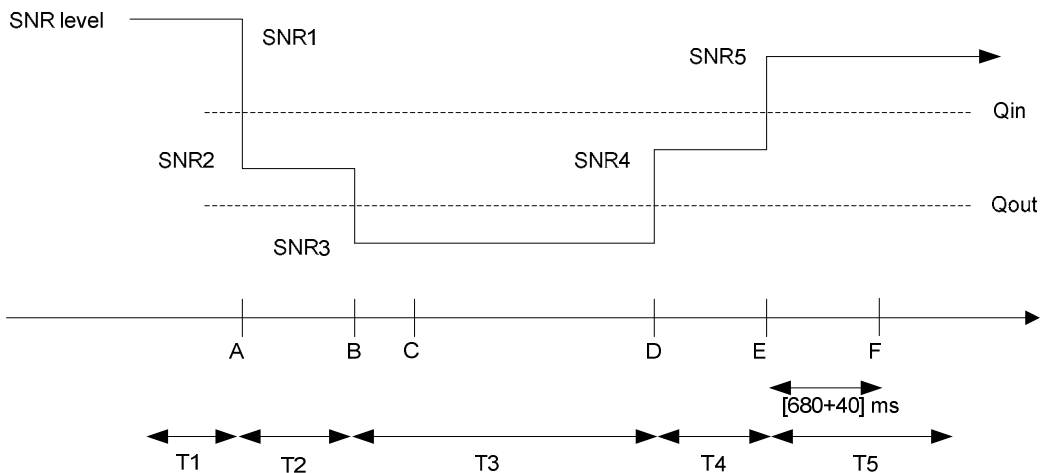 SNR level
SNR1
SNR5
Qin
SNR2
SNR4
Qout
SNR3
A B C D E F
[680+40] ms
T1 T2 T3 T4 T5